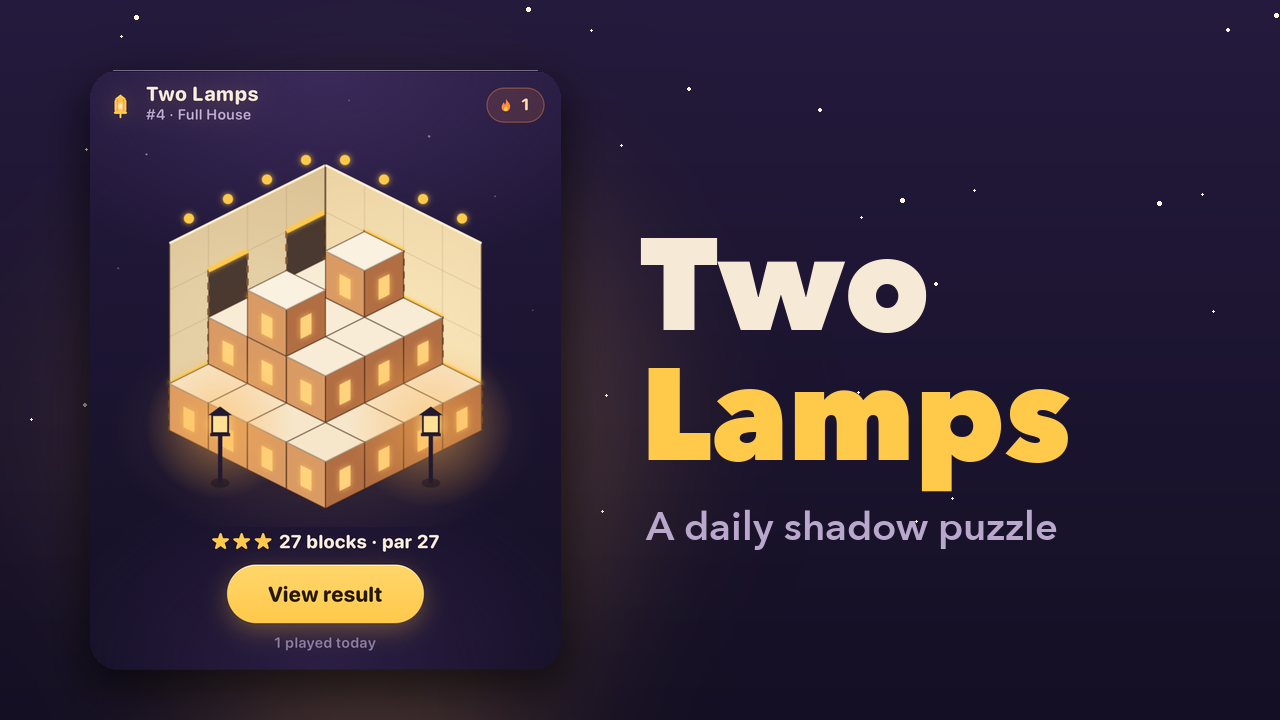 Two Lamps
#4 · Full House
1
27 blocks · par 27
View result
1 played today
Two
Lamps
A daily shadow puzzle